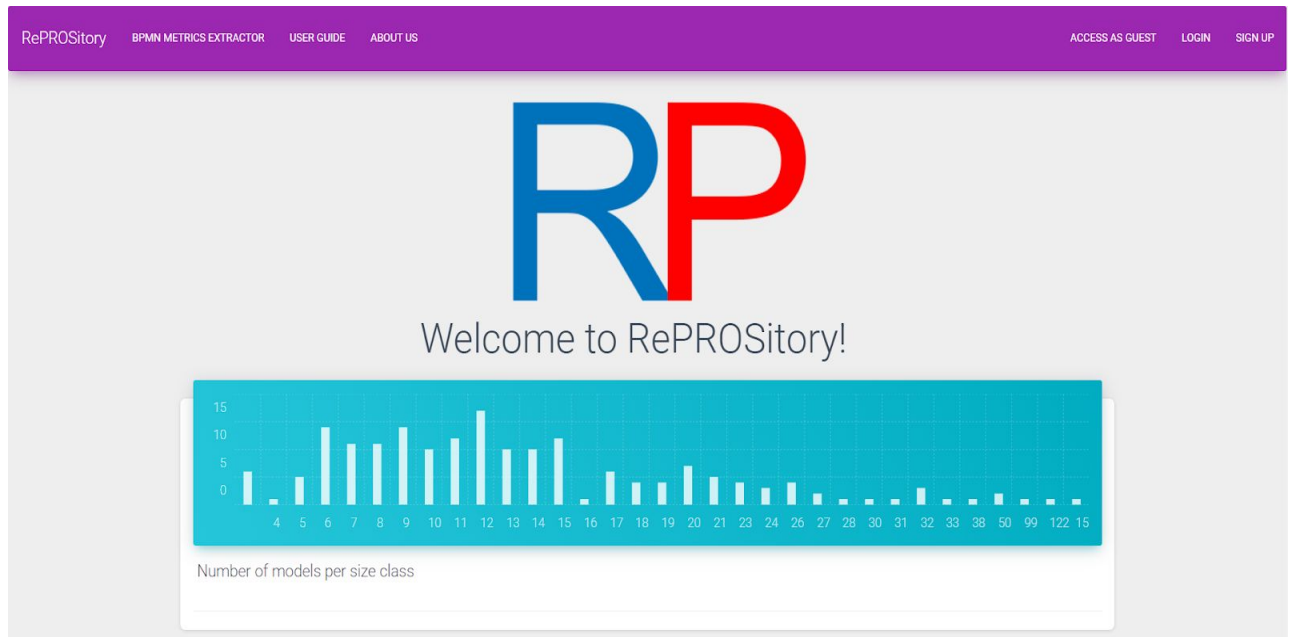 RePROSitory BPMN METRICS EXTRACTOR USER GUIDE ABOUT US ACCESS AS GUEST LOGIN SIGN UP
RP
Welcome to RePROSitory!
15
10
5
0
4 5 6 7 8 9 10 11 12 13 14 15 16 17 18 19 20 21 23 24 26 27 28 30 31 32 33 38 50 99 122 15
Number of models per size class